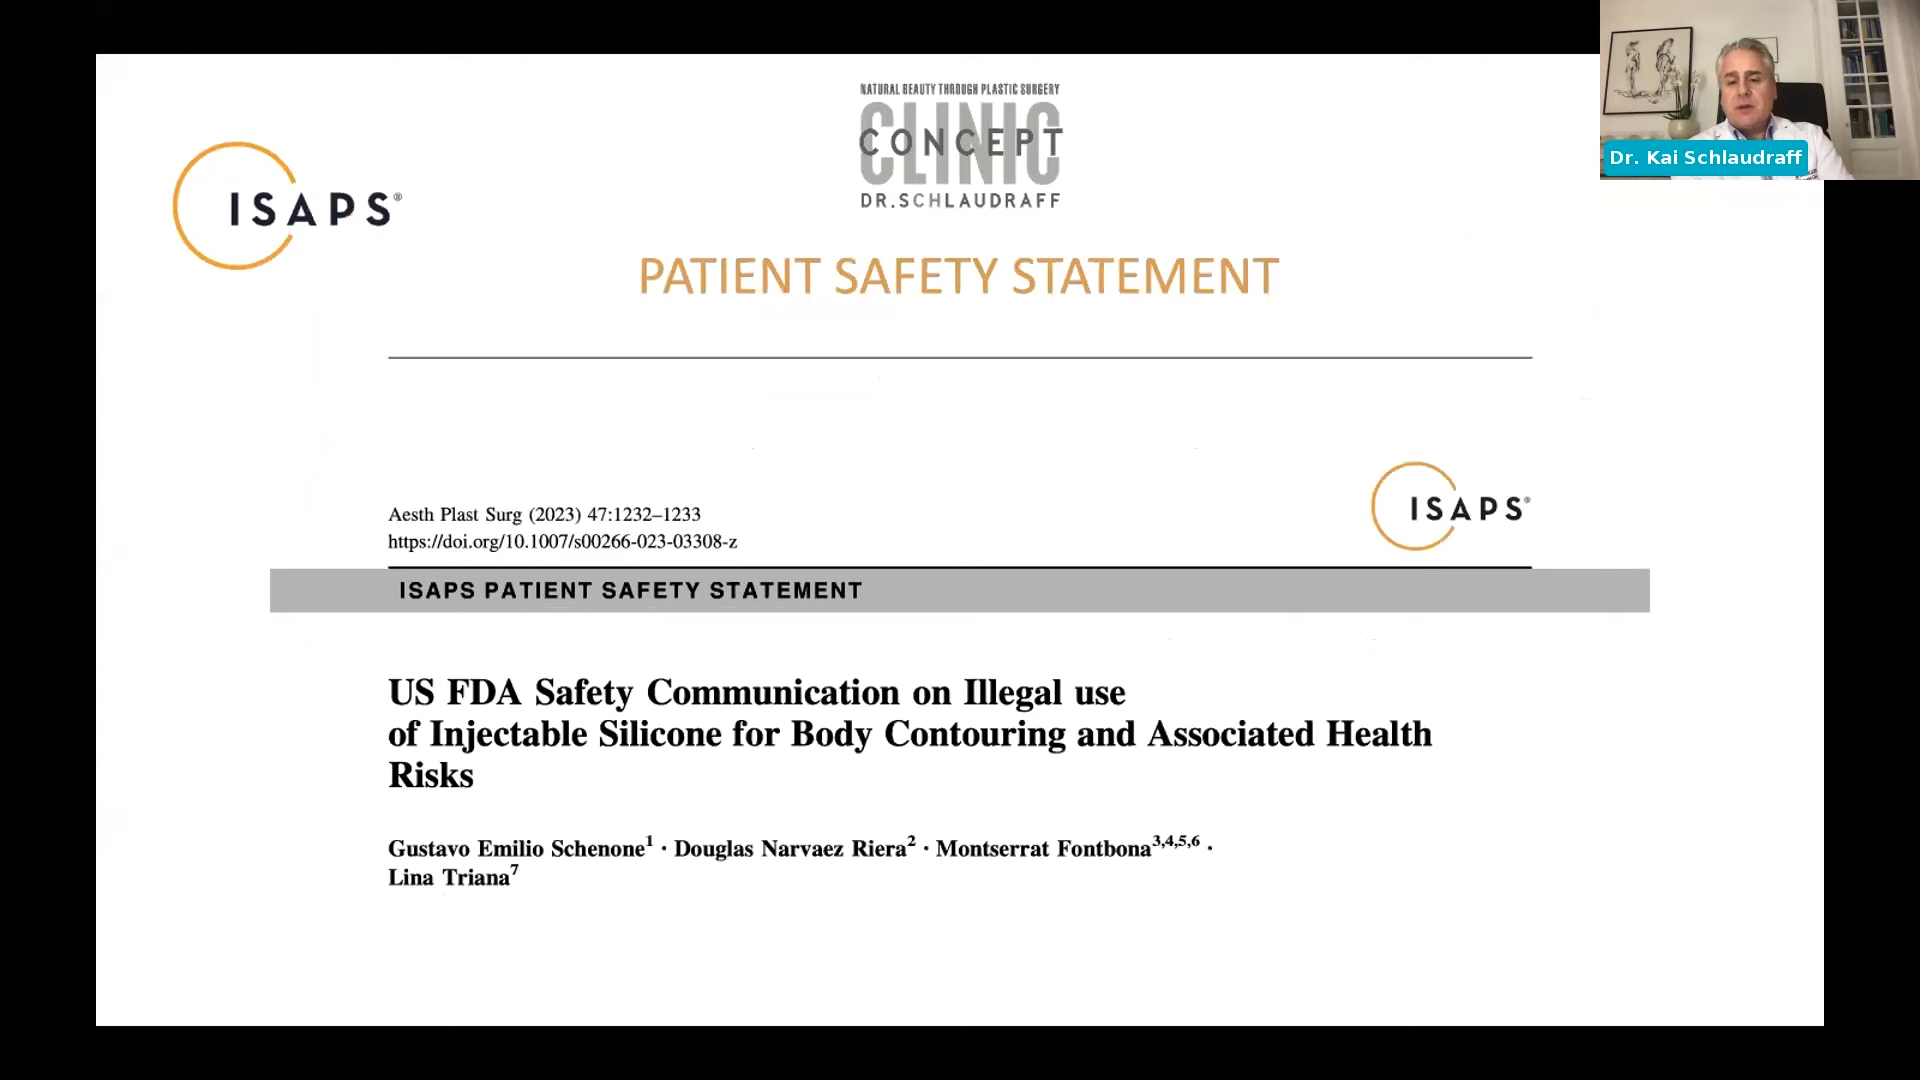 NATURAL BEAUTY THROUGH PLASTIC SURGERY
CLINIC
CONCEPT
DR.SCHLAUDRAFF
Dr. Kai Schlaudraff
ISAPS®
PATIENT SAFETY STATEMENT
Aesth Plast Surg (2023) 47:1232–1233
https://doi.org/10.1007/s00266-023-03308-z
ISAPS®
ISAPS PATIENT SAFETY STATEMENT
US FDA Safety Communication on Illegal use
of Injectable Silicone for Body Contouring and Associated Health
Risks
Gustavo Emilio Schenone1 · Douglas Narvaez Riera2 · Montserrat Fontbona3,4,5,6 ·
Lina Triana7